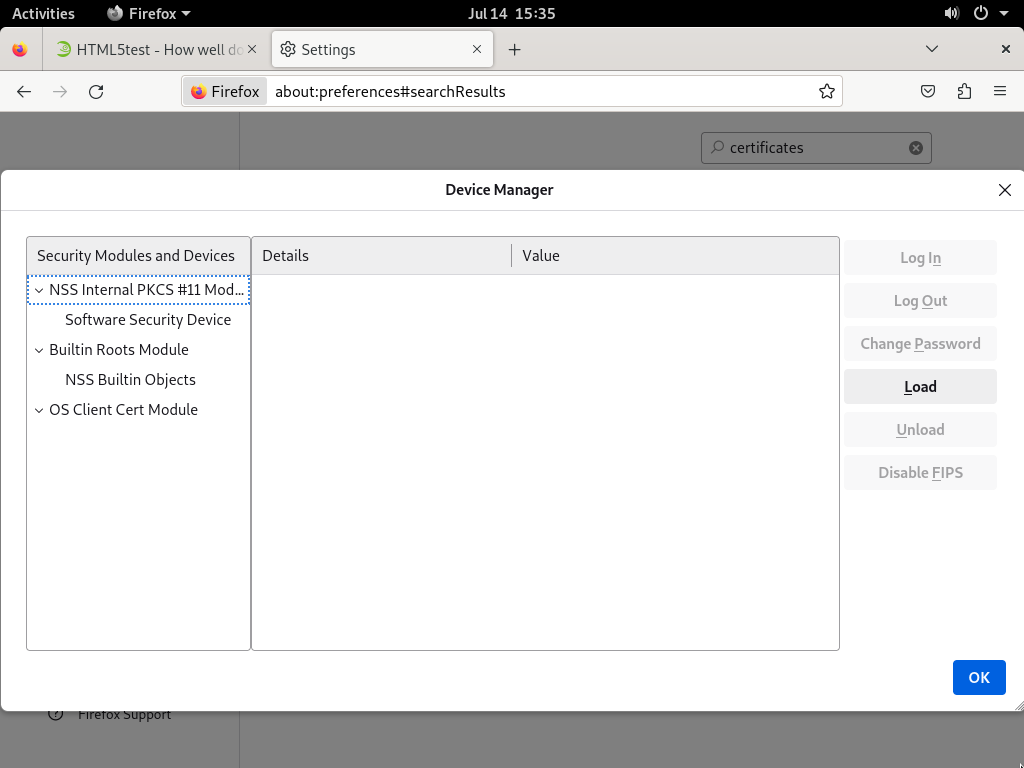 Activities Firefox Jul 14 15:35
HTML5test - How well do Settings
Firefox about:preferences#searchResults
certificates
Device Manager
Security Modules and Devices Details Value
NSS Internal PKCS #11 Mod...
Software Security Device
Builtin Roots Module
NSS Builtin Objects
OS Client Cert Module
Log In
Log Out
Change Password
Load
Unload
Disable FIPS
OK
Firefox Support